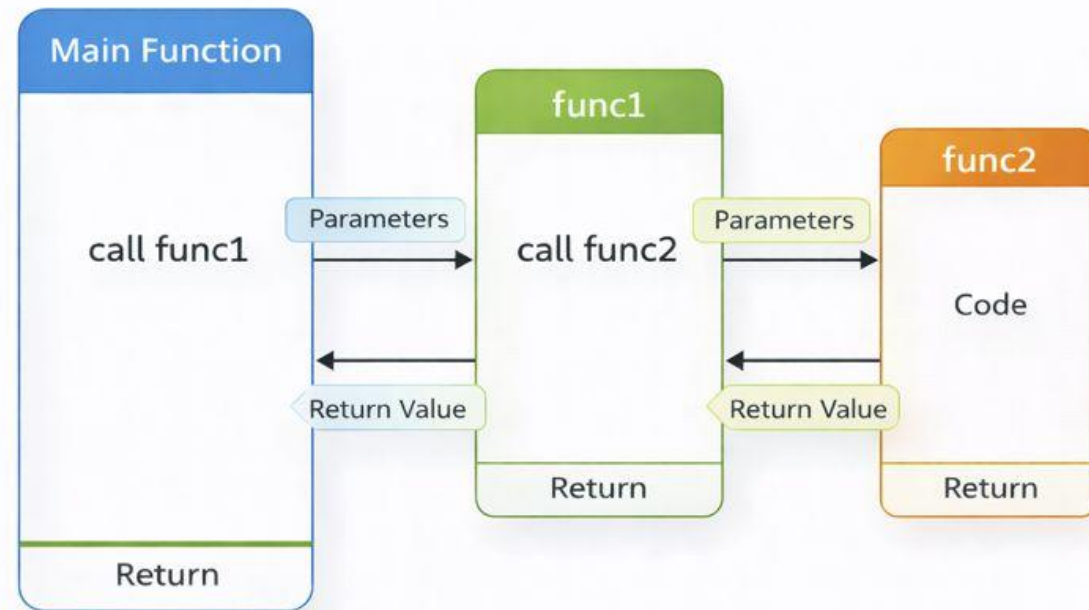 Main Function
call func1
Return
Parameters
Return Value
func1
call func2
Return
Parameters
Return Value
func2
Code
Return